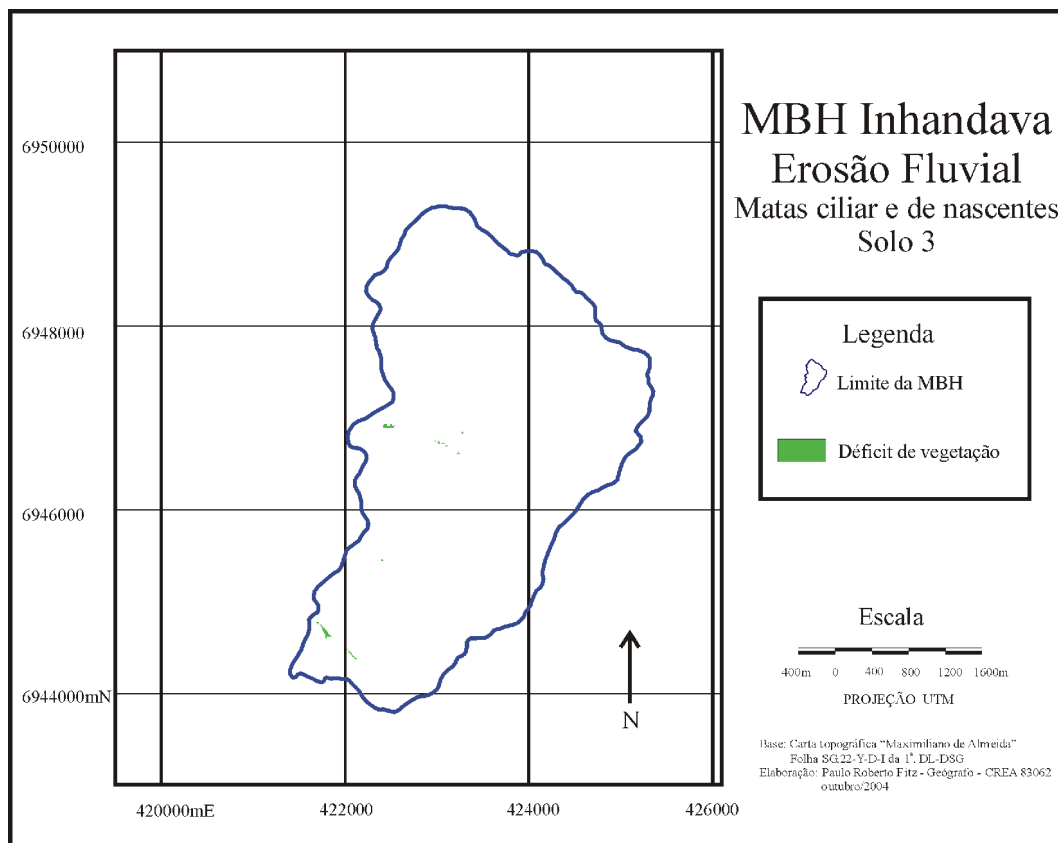 MBH Inhandava
Erosão Fluvial
Matas ciliar e de nascentes
Solo 3
6950000
6948000
6946000
6944000mN
420000mE
422000
424000
426000
Legenda
Limite da MBH
Déficit de vegetação
N
Escala
400m 0 400 800 1200 1600m
PROJEÇÃO UTM
Base: Carta topográfica “Maximiliano de Almeida”
Folha SG.22-Y-D-I da 1ª. DL-DSG
Elaboração: Paulo Roberto Fitz - Geógrafo - CREA 83062
outubro/2004